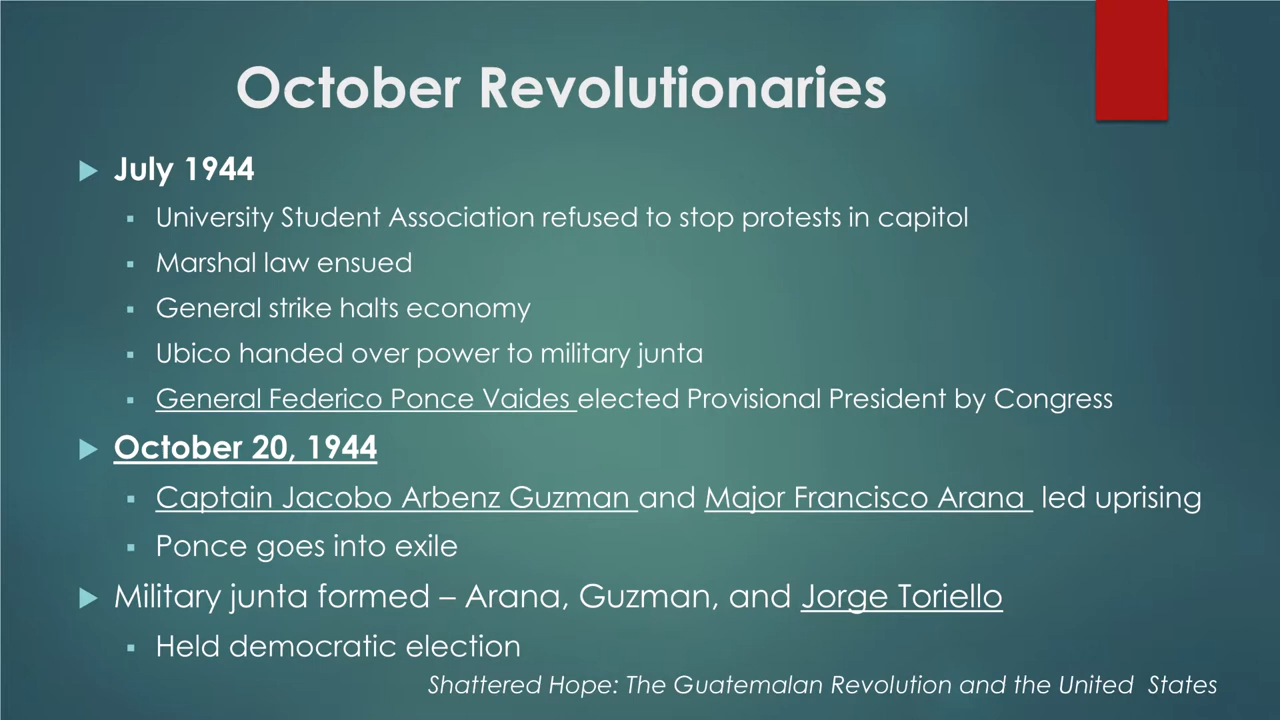 October Revolutionaries
July 1944
University Student Association refused to stop protests in capitol
Marshal law ensued
General strike halts economy
Ubico handed over power to military junta
General Federico Ponce Vaides elected Provisional President by Congress
October 20, 1944
Captain Jacobo Arbenz Guzman and Major Francisco Arana led uprising
Ponce goes into exile
Military junta formed – Arana, Guzman, and Jorge Toriello
Held democratic election
Shattered Hope: The Guatemalan Revolution and the United States